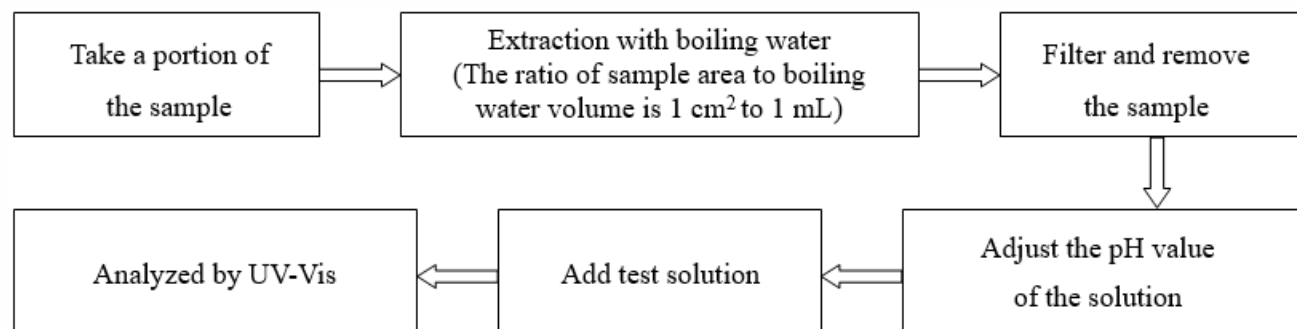 Take a portion of
the sample
Extraction with boiling water
(The ratio of sample area to boiling
water volume is 1 cm² to 1 mL)
Filter and remove
the sample
Adjust the pH value
of the solution
Add test solution
Analyzed by UV-Vis